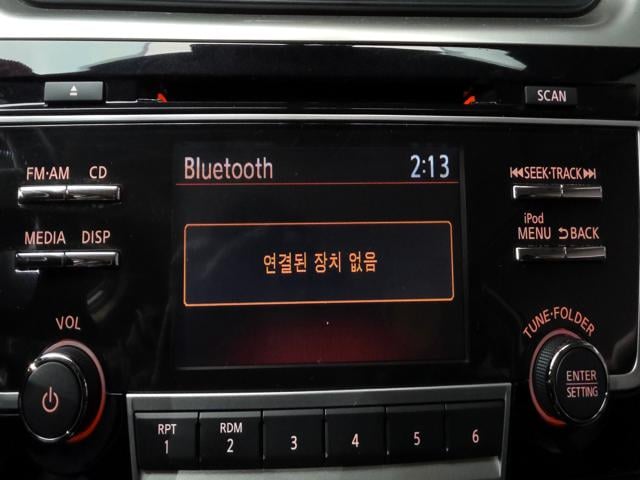 SCAN
Bluetooth 2:13
FM·AM CD
SEEK·TRACK
iPod
MEDIA DISP
MENU BACK
연결된 장치 없음
VOL
TUNE·FOLDER
ENTER
SETTING
RPT RDM
1 2 3 4 5 6